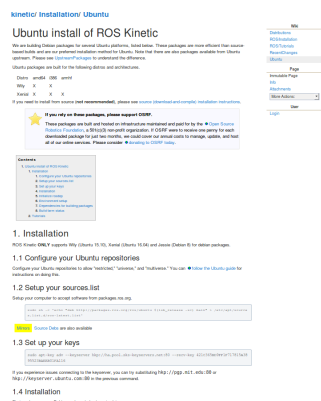 kinetic/ Installation/ Ubuntu
Ubuntu install of ROS Kinetic
We are building Debian packages for several Ubuntu platforms, listed below. These packages are more efficient than source-
based builds and are our preferred installation method for Ubuntu. Note that there are also packages available from Ubuntu
upstream. Please see UpstreamPackages to understand the difference.
Ubuntu packages are built for the following distros and architectures.
Distro amd64 i386 armhf
Wily X X
Xenial X X X
If you need to install from source (not recommended), please see source (download and compile) installation instructions.
If you rely on these packages, please support OSRF.
These packages are built and hosted on infrastructure maintained and paid for by the Open Source
Robotics Foundation, a 501(c)(3) non-profit organization. If OSRF were to receive one penny for each
downloaded package for just two months, we could cover our annual costs to manage, update, and host
all of our online services. Please consider donating to OSRF today.
Contents
1. Ubuntu install of ROS Kinetic
1. Installation
1. Configure your Ubuntu repositories
2. Setup your sources.list
3. Set up your keys
4. Installation
1. Installation
ROS Kinetic ONLY supports Wily (Ubuntu 15.10), Xenial (Ubuntu 16.04) and Jessie (Debian 8) for debian packages.
1.1 Configure your Ubuntu repositories
Configure your Ubuntu repositories to allow "restricted," "universe," and "multiverse." You can follow the Ubuntu guide for
instructions on doing this.
1.2 Setup your sources.list
Setup your computer to accept software from packages.ros.org.
Mirrors Source Debs are also available
1.3 Set up your keys
If you experience issues connecting to the keyserver, you can try substituting hkp://pgp.mit.edu:80 or
hkp://keyserver.ubuntu.com:80 in the previous command.
1.4 Installation
Wiki
Distributions
ROS/Installation
ROS/Tutorials
RecentChanges
Ubuntu
Page
Immutable Page
Info
Attachments
More Actions:
User
Login